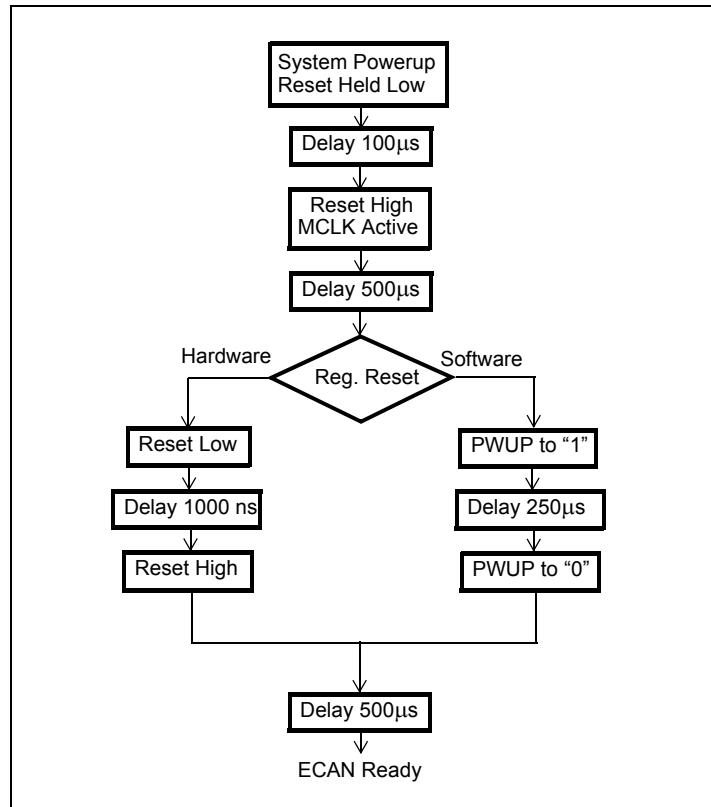 System Powerup
Reset Held Low
Delay 100µs
Reset High
MCLK Active
Delay 500µs
Hardware
Software
Reg. Reset
Reset Low
PWUP to “1”
Delay 1000 ns
Delay 250µs
Reset High
PWUP to “0”
Delay 500µs
ECAN Ready